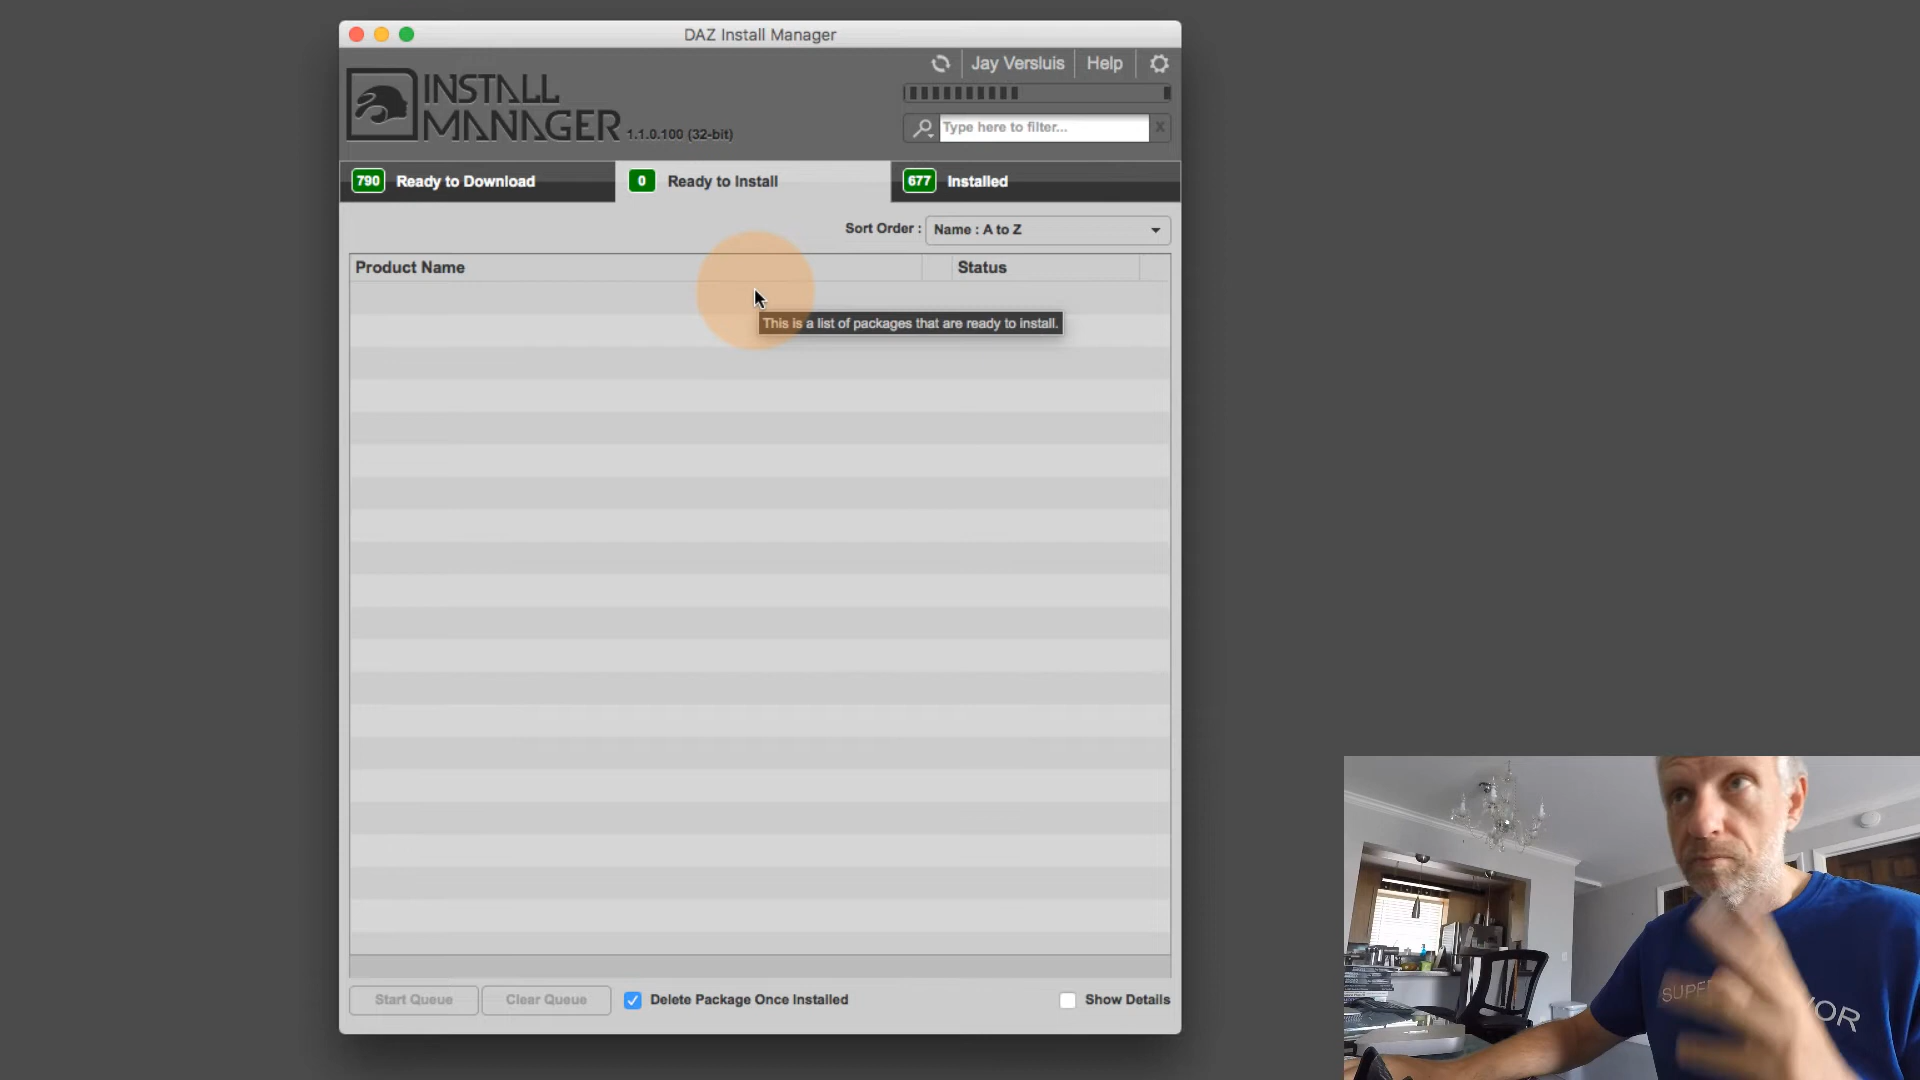 DAZ Install Manager
Jay Versluis Help
INSTALL
MANAGER 1.1.0.100 (32-bit)
Type here to filter... X
790 Ready to Download
0 Ready to Install
677 Installed
Sort Order : Name : A to Z
Product Name Status
This is a list of packages that are ready to install.
Start Queue Clear Queue Delete Package Once Installed Show Details